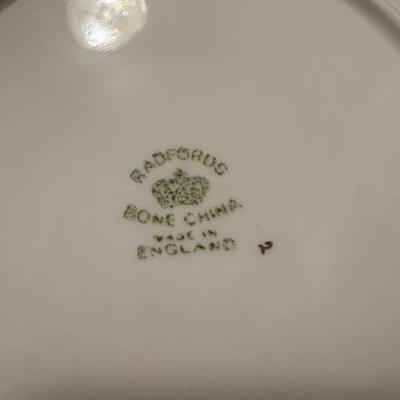 RADFORDS
BONE CHINA
MADE IN
ENGLAND
P